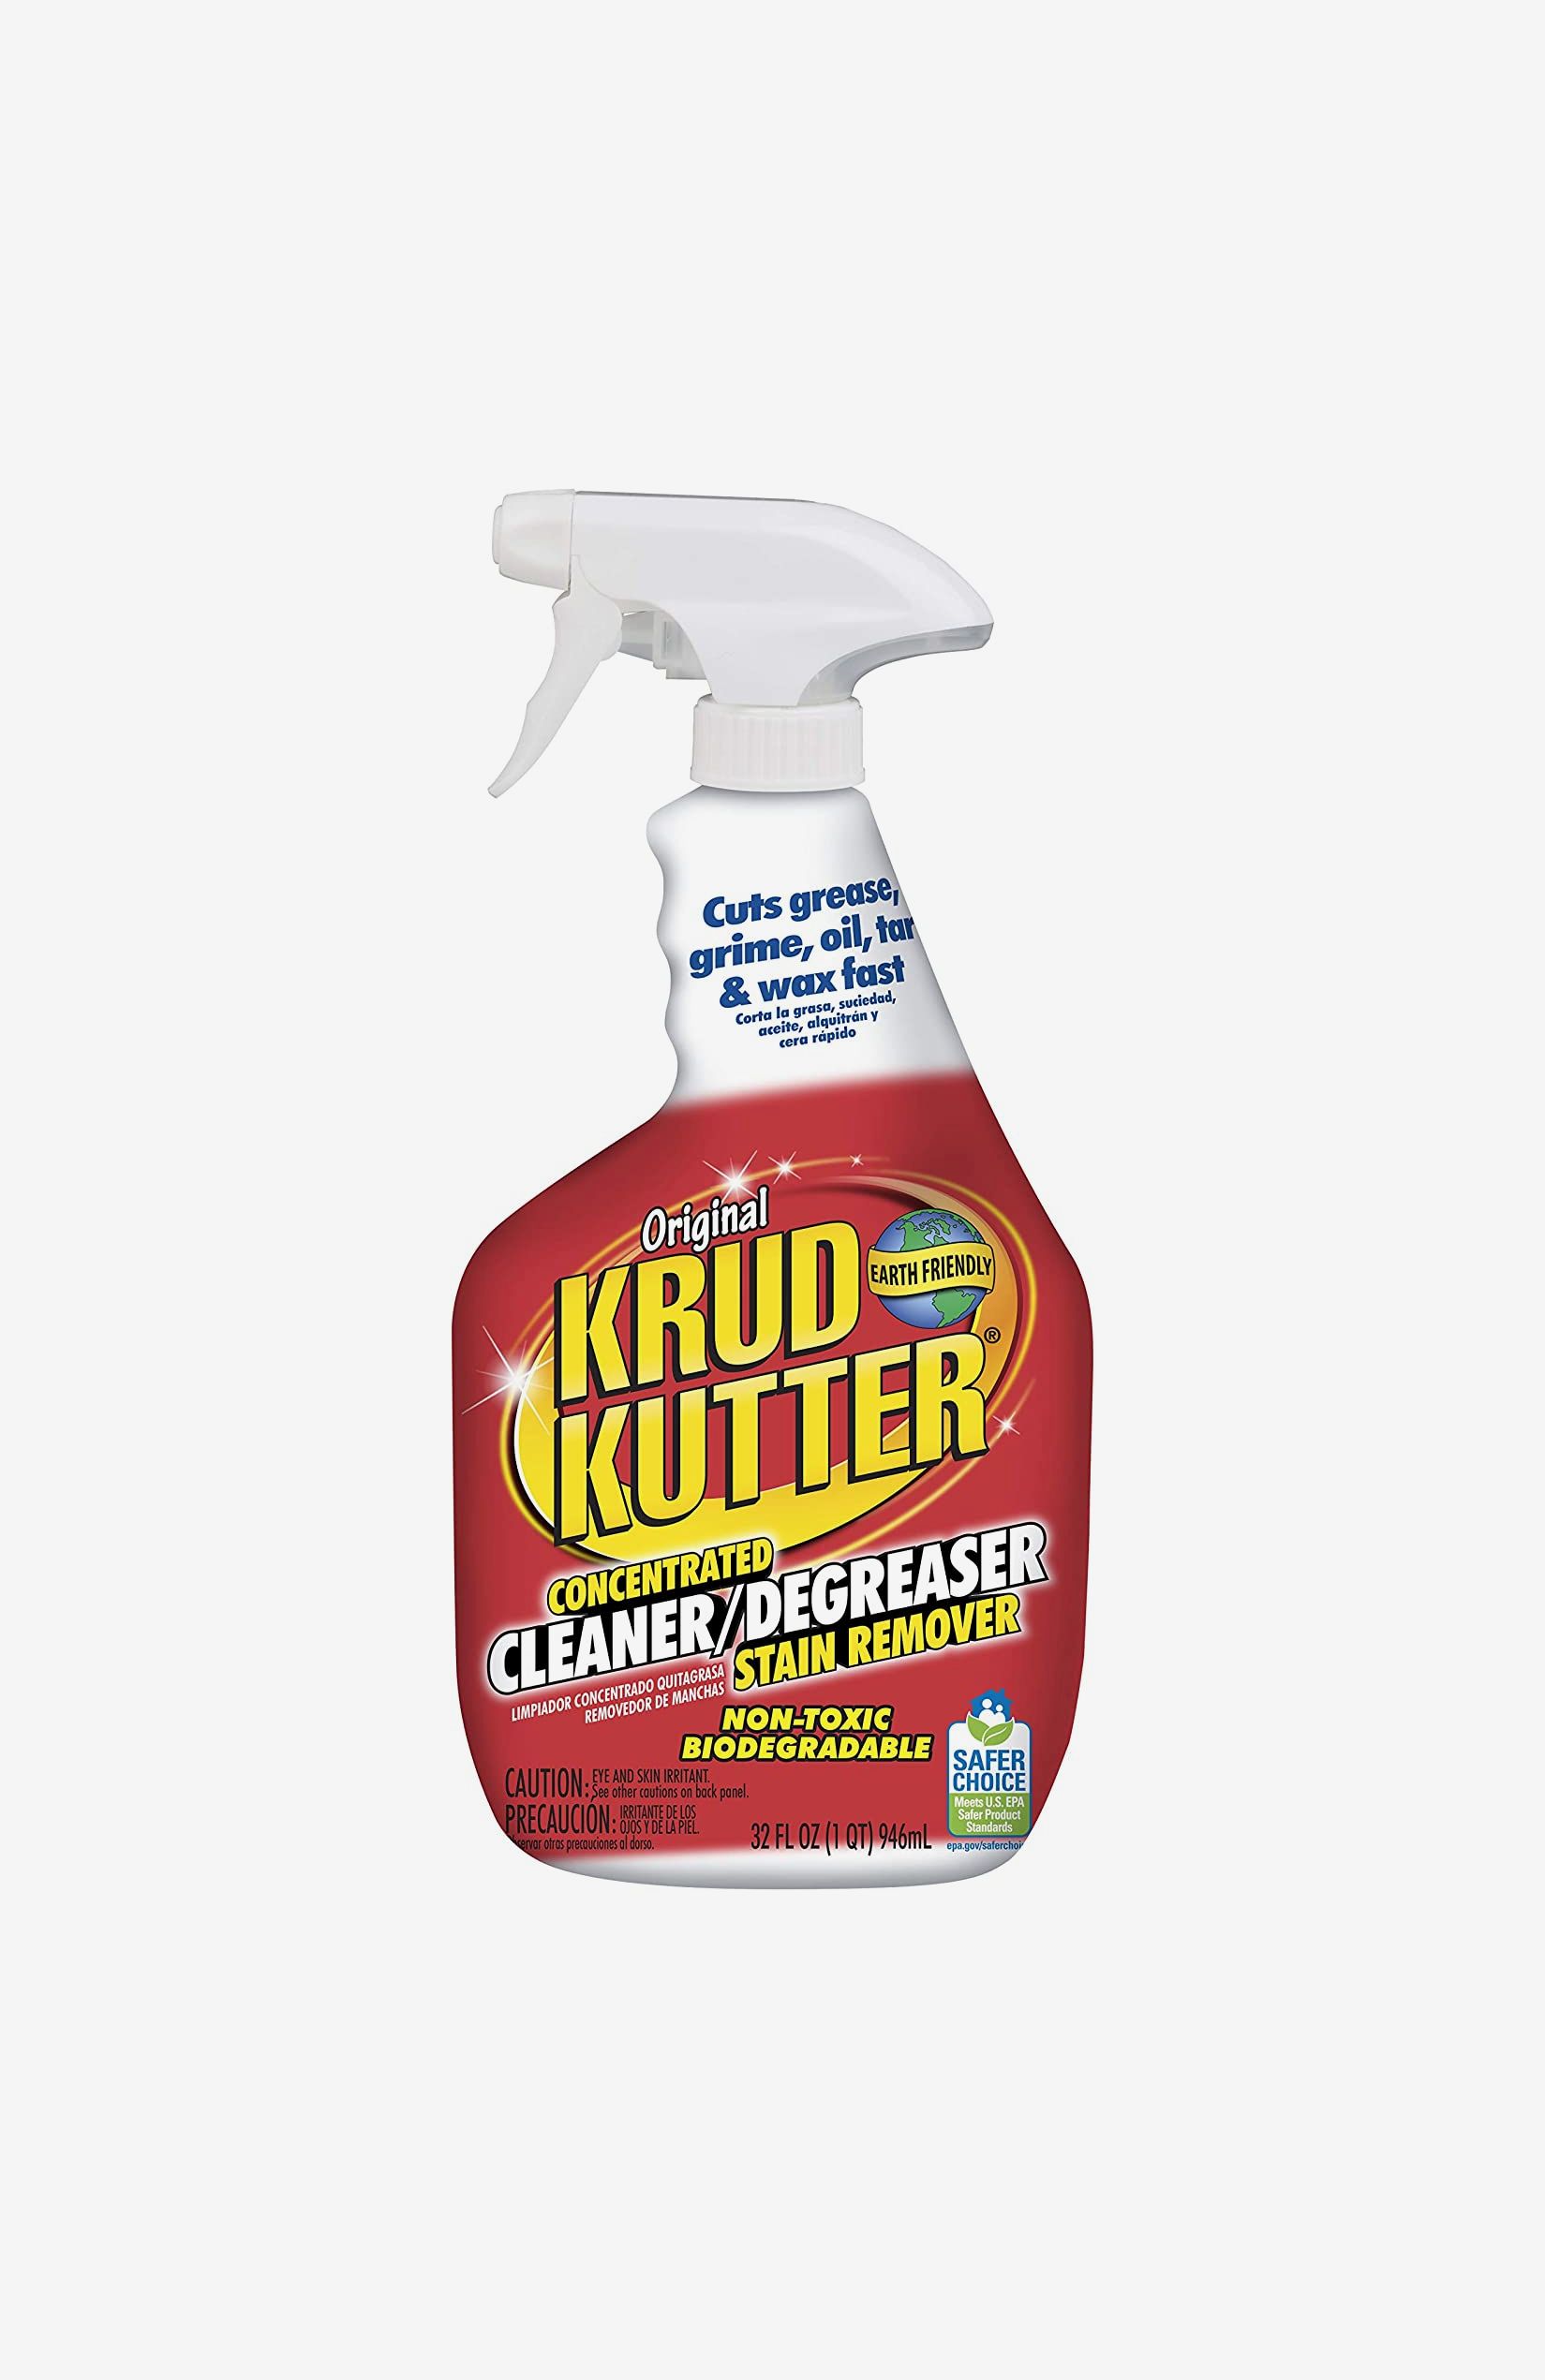 Cuts grease,
grime, oil, tar
& wax fast
Corta la grasa, suciedad,
aceite, alquitrán y
cera rápido
Original
KRUD
EARTH FRIENDLY
KUTTER®
CONCENTRATED
CLEANER/DEGREASER
STAIN REMOVER
LIMPIADOR CONCENTRADO QUITAGRASA
REMOVEDOR DE MANCHAS
NON-TOXIC
BIODEGRADABLE
CAUTION: EYE AND SKIN IRRITANT.
See other cautions on back panel.
PRECAUCIÓN: IRRITANTE DE LOS
OJOS Y DE LA PIEL.
otras precauciones al dorso.
32 FL OZ (1 QT) 946mL
SAFER
CHOICE
Meets U.S. EPA
Safer Product
Standards